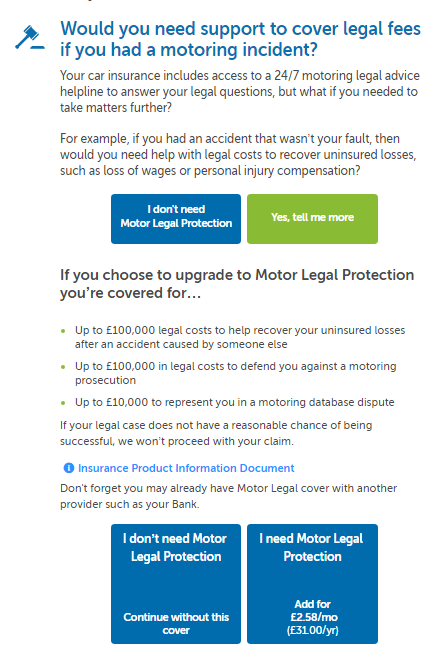 Would you need support to cover legal fees
if you had a motoring incident?
Your car insurance includes access to a 24/7 motoring legal advice
helpline to answer your legal questions, but what if you needed to
take matters further?
For example, if you had an accident that wasn't your fault, then
would you need help with legal costs to recover uninsured losses,
such as loss of wages or personal injury compensation?
I don't need
Motor Legal Protection
Yes, tell me more
If you choose to upgrade to Motor Legal Protection
you're covered for…
Up to £100,000 legal costs to help recover your uninsured losses
after an accident caused by someone else
Up to £100,000 in legal costs to defend you against a motoring
prosecution
Up to £10,000 to represent you in a motoring database dispute
If your legal case does not have a reasonable chance of being
successful, we won't proceed with your claim.
Insurance Product Information Document
Don't forget you may already have Motor Legal cover with another
provider such as your Bank.
I don't need Motor
Legal Protection
Continue without this
cover
I need Motor Legal
Protection
Add for
£2.58/mo
(£31.00/yr)